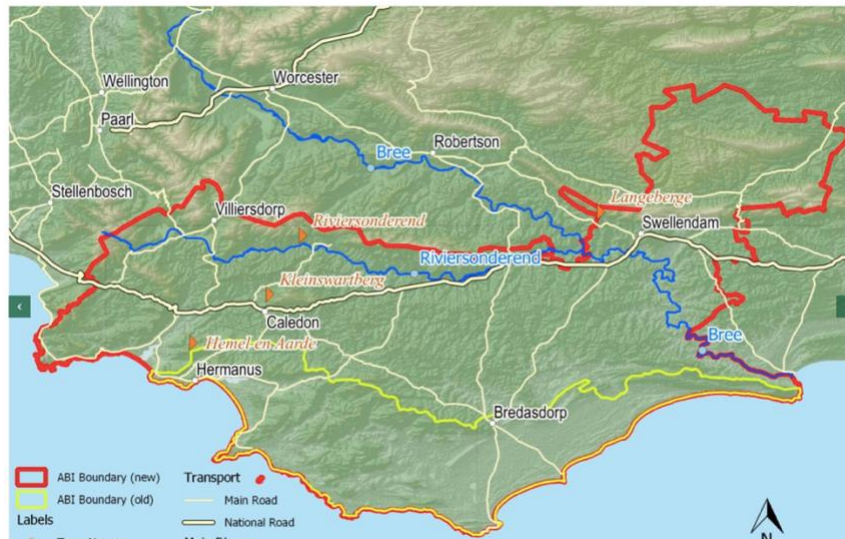 Wellington
Worcester
Paarl
Robertson
Bree
Stellenbosch
Langeberge
Villiersdorp
Riviersonderend
Swellendam
Riviersonderend
Kleinswartberg
Caledon
Bree
Hemel en Aarde
Hermanus
Bredasdorp
ABI Boundary (new)
Transport
ABI Boundary (old)
Main Road
Labels
National Road
N